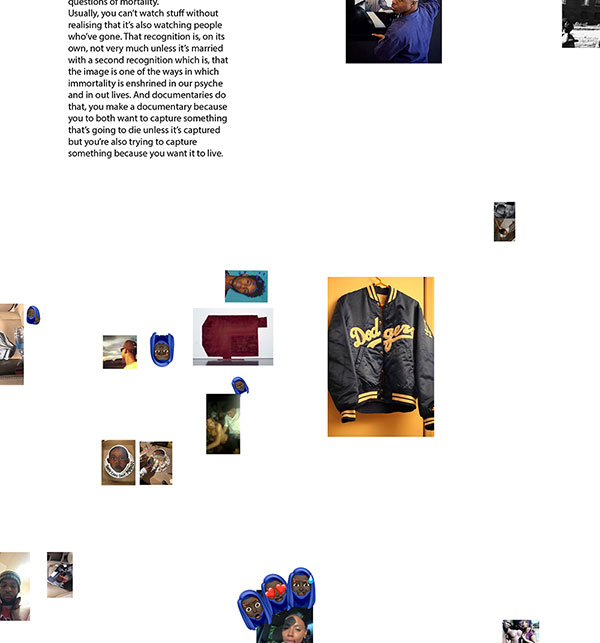 questions of mortality.
Usually, you can't watch stuff without
realising that it's also watching people
who've gone. That recognition is, on its
own, not very much unless it's married
with a second recognition which is, that
the image is one of the ways in which
immortality is enshrined in our psyche
and in out lives. And documentaries do
that, you make a documentary because
you to both want to capture something
that's going to die unless it's captured
but you're also trying to capture
something because you want it to live.
Dodgers